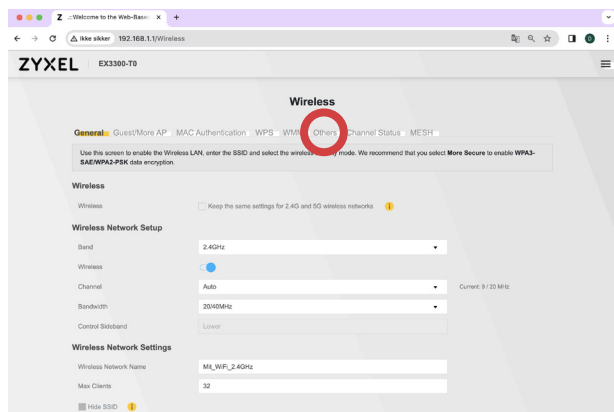 Z .::Welcome to the Web-Based
Ikke sikker 192.168.1.1/Wireless
ZYXEL EX3300-T0
Wireless
General Guest/More AP MAC Authentication WPS WMM Others Channel Status MESH
Use this screen to enable the Wireless LAN, enter the SSID and select the wireless mode. We recommend that you select More Secure to enable WPA3-
SAE/WPA2-PSK data encryption.
Wireless
Wireless Keep the same settings for 2.4G and 5G wireless networks
Wireless Network Setup
Band 2.4GHz
Wireless
Channel Auto Current: 9 / 20 MHz
Bandwidth 20/40MHz
Control Sideband Lower
Wireless Network Settings
Wireless Network Name Mit_WiFi_2.4GHz
Max Clients 32
Hide SSID